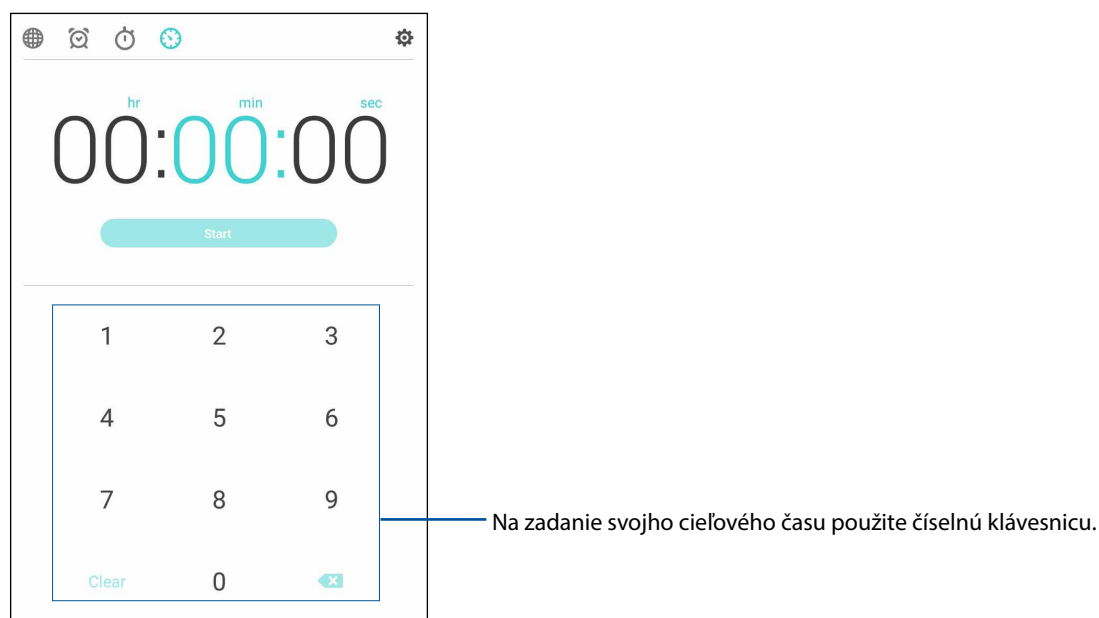 hr min sec
00:00:00
Start
1 2 3
4 5 6
7 8 9
Na zadanie svojho cieľového času použite číselnú klávesnicu.
Clear 0